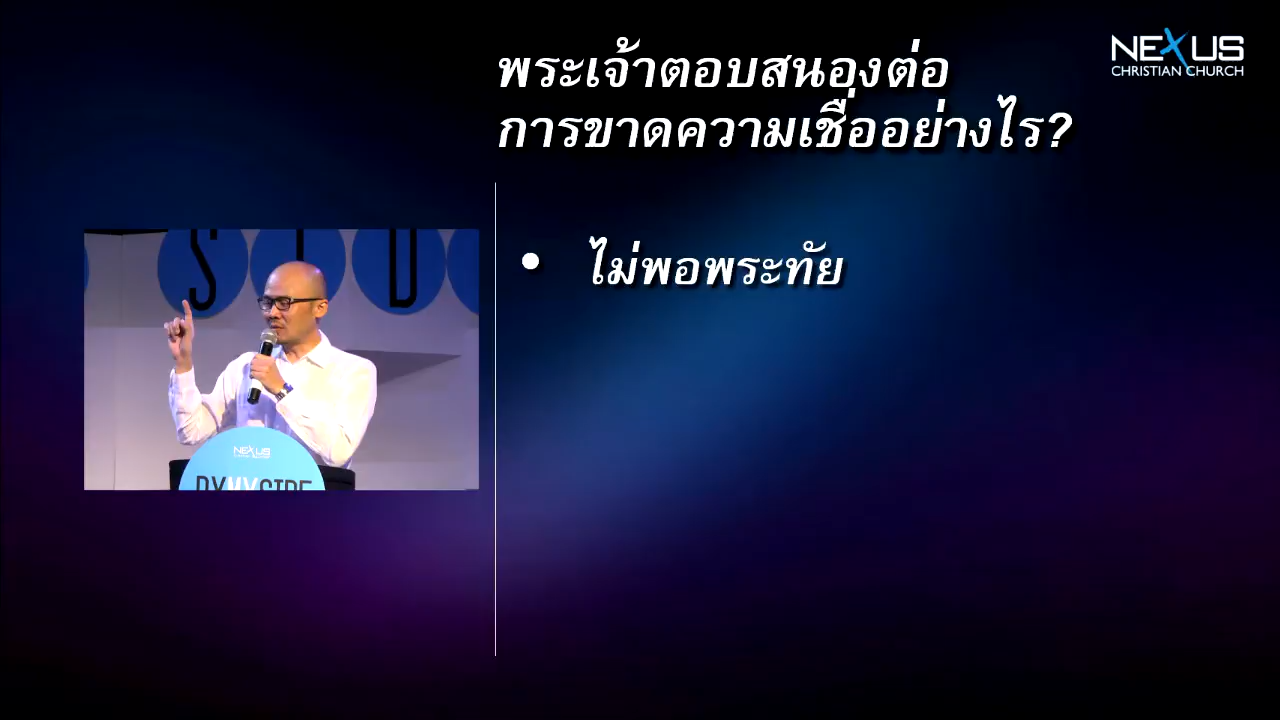 พระเจ้าตอบสนองต่อ
การขาดความเชื่ออย่างไร?
NEXUS
CHRISTIAN CHURCH
• ไม่พอพระทัย
S I D
NEXUS
BYMYSIDE